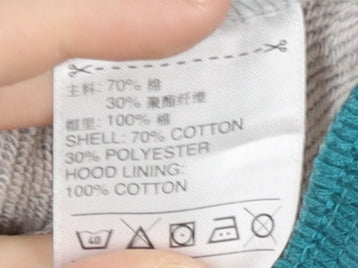 主料: 70% 棉
30% 聚酯纤维
帽里: 100% 棉
SHELL: 70% COTTON
30% POLYESTER
HOOD LINING:
100% COTTON
40